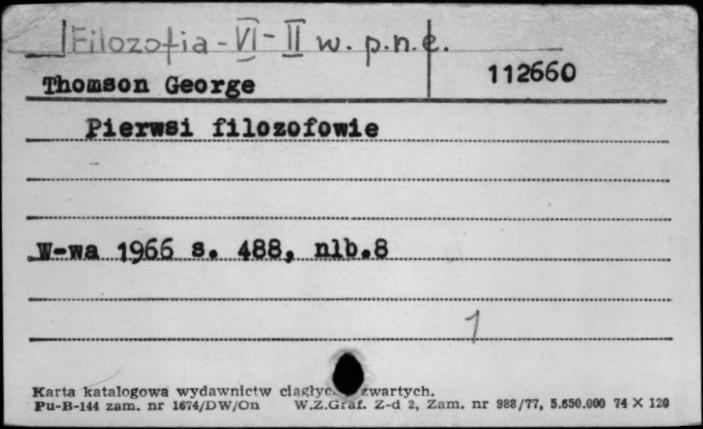 Filozofia - VI - II w. p.n.e.
Thomson George
112660
Pierwsi filozofowie
W-wa 1966 s. 488, nlb.8
1
Karta katalogowa wydawnictw zwartych.
Pu-B-144 zam. nr 1674/DW/On W.Z.Graf. Z-d 2, Zam. nr 988/77, 5.650.000 74 X 120